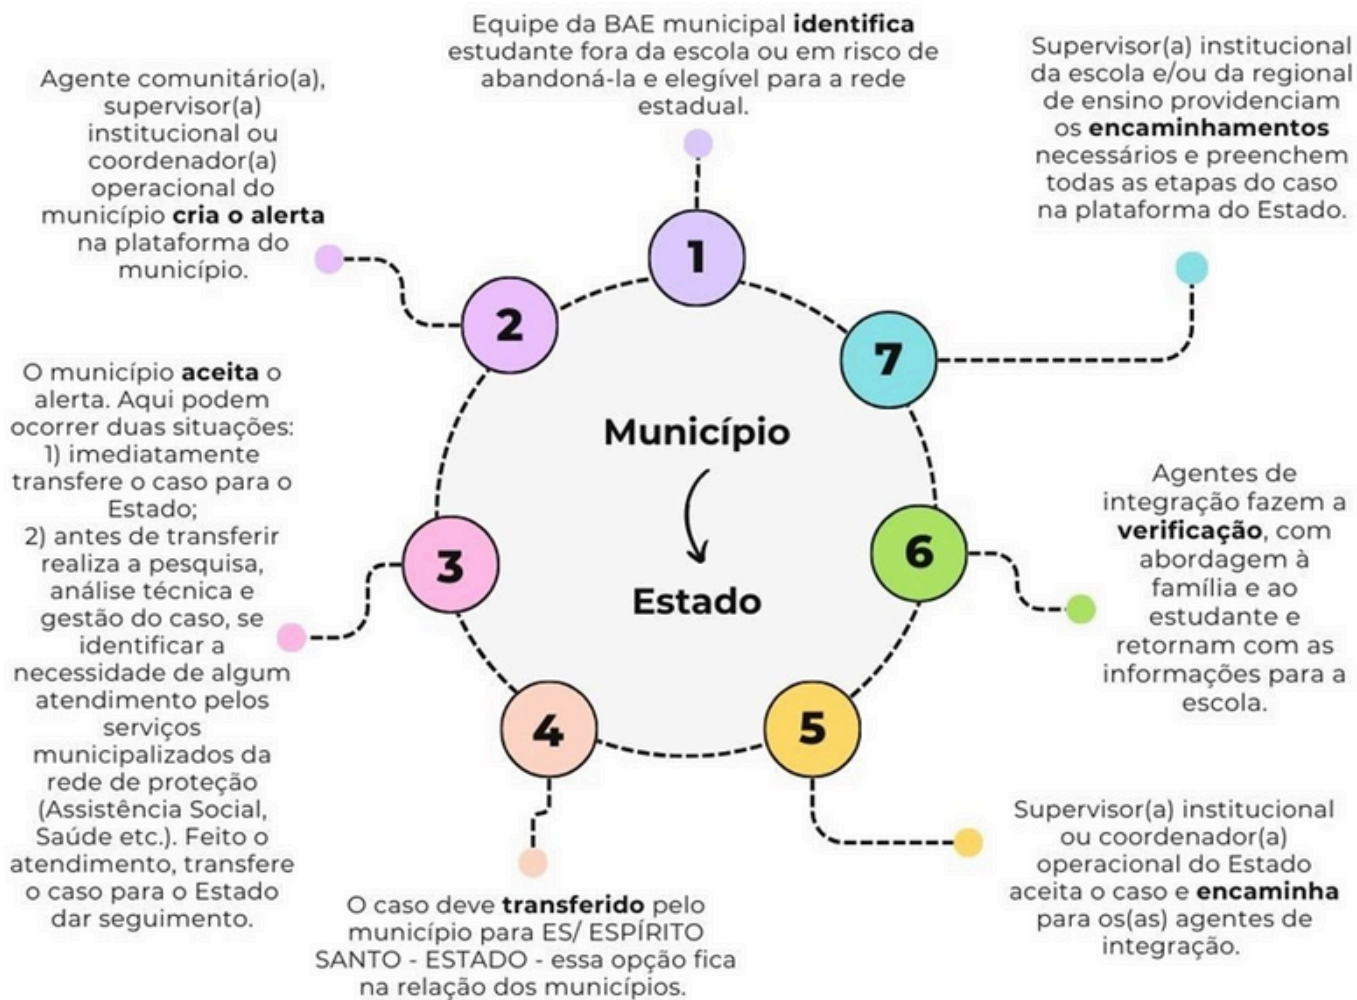 Equipe da BAE municipal identifica
estudante fora da escola ou em risco de
abandoná-la e elegível para a rede
estadual.
1
Agente comunitário(a),
supervisor(a)
institucional ou
coordenador(a)
operacional do
município cria o alerta
na plataforma do
município.
2
O município aceita o
alerta. Aqui podem
ocorrer duas situações:
1) imediatamente
transfere o caso para o
Estado;
2) antes de transferir
realiza a pesquisa,
análise técnica e
gestão do caso, se
identificar a
necessidade de algum
atendimento pelos
serviços
municipalizados da
rede de proteção
(Assistência Social,
Saúde etc.). Feito o
atendimento, transfere
o caso para o Estado
dar seguimento.
3
4
O caso deve transferido pelo
município para ES/ ESPÍRITO
SANTO - ESTADO - essa opção fica
na relação dos municípios.
5
Supervisor(a) institucional
ou coordenador(a)
operacional do Estado
aceita o caso e encaminha
para os(as) agentes de
integração.
6
Agentes de
integração fazem a
verificação, com
abordagem à
família e ao
estudante e
retornam com as
informações para a
escola.
7
Supervisor(a) institucional
da escola e/ou da regional
de ensino providenciam
os encaminhamentos
necessários e preenchem
todas as etapas do caso
na plataforma do Estado.
Município
Estado